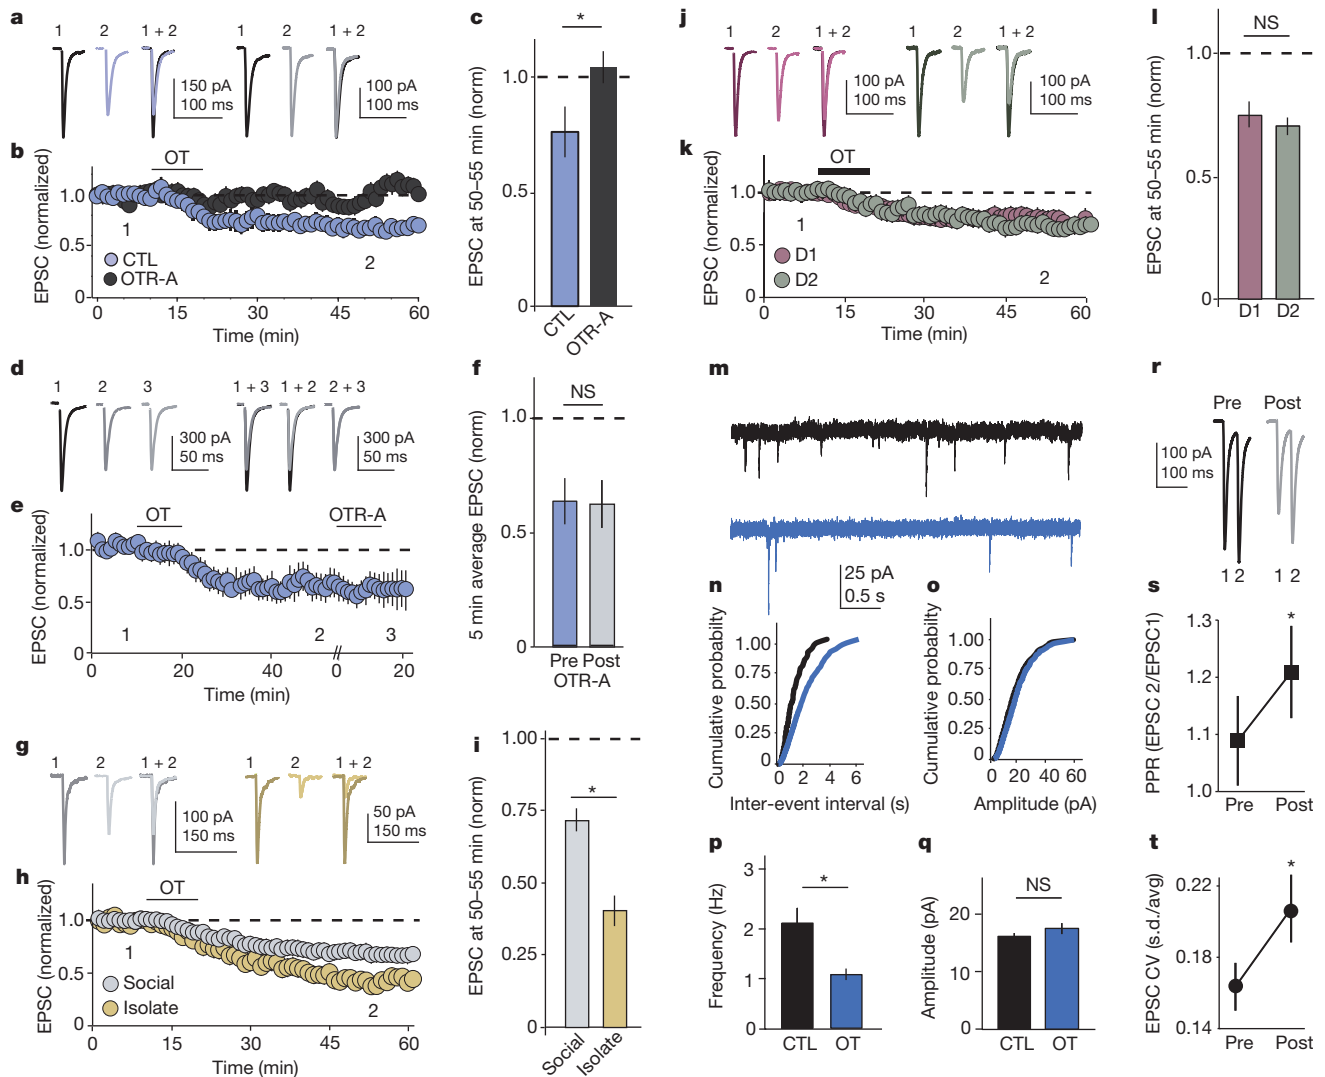 a
1 2 1 + 2
150 pA
100 ms
1 2 1 + 2
100 pA
100 ms
b
EPSC (normalized)
OT
1.0
0.5
0
1
2
CTL
OTR-A
0 15 30 45 60
Time (min)
c
*
EPSC at 50–55 min (norm)
1.0
0.5
0
CTL
OTR-A
d
1 2 3
300 pA
50 ms
1 + 3 1 + 2 2 + 3
300 pA
50 ms
e
EPSC (normalized)
OT
OTR-A
1.0
0.5
0
1 2 3
0 20 40 0 20
Time (min)
f
NS
5 min average EPSC (norm)
1.0
0.5
0
Pre Post
OTR-A
g
1 2 1 + 2
100 pA
150 ms
1 2 1 + 2
50 pA
150 ms
h
EPSC (normalized)
OT
1.0
0.5
0
1
2
Social
Isolate
0 15 30 45 60
Time (min)
i
*
EPSC at 50–55 min (norm)
1.00
0.75
0.50
0.25
0
Social
Isolate
j
1 2 1 + 2
100 pA
100 ms
1 2 1 + 2
100 pA
100 ms
k
EPSC (normalized)
OT
1.0
0.5
0
1
2
D1
D2
0 15 30 45 60
Time (min)
l
NS
EPSC at 50–55 min (norm)
1.0
0.5
0
D1 D2
m
25 pA
0.5 s
n
Cumulative probabilty
1.00
0.75
0.50
0.25
0
0 2 4 6
Inter-event interval (s)
o
Cumulative probabilty
1.00
0.75
0.50
0.25
0
0 20 40 60
Amplitude (pA)
p
*
Frequency (Hz)
3
2
1
0
CTL OT
q
NS
Amplitude (pA)
20
10
0
CTL OT
r
Pre Post
100 pA
100 ms
1 2 1 2
s
*
PPR (EPSC 2/EPSC1)
1.3
1.2
1.1
1.0
Pre Post
t
*
EPSC CV (s.d./avg)
0.22
0.18
0.14
Pre Post